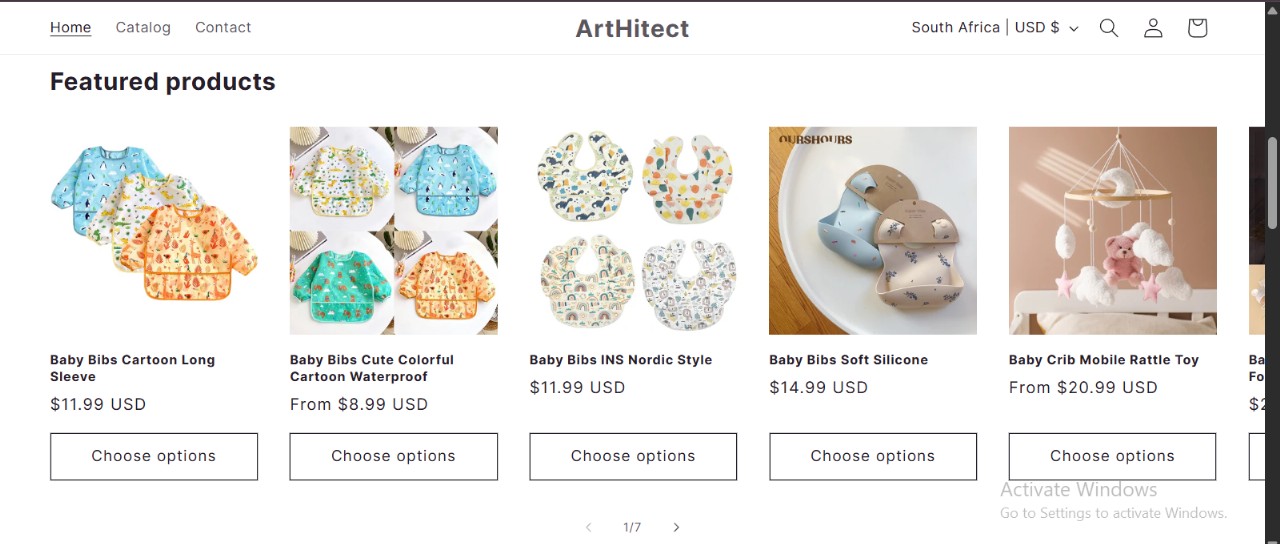 Home
Catalog
Contact
ArtHitect
South Africa | USD $
Featured products
OURSHOURS
Baby Bibs Cartoon Long
Sleeve
$11.99 USD
Choose options
Baby Bibs Cute Colorful
Cartoon Waterproof
From $8.99 USD
Choose options
Baby Bibs INS Nordic Style
$11.99 USD
Choose options
Baby Bibs Soft Silicone
$14.99 USD
Choose options
Baby Crib Mobile Rattle Toy
From $20.99 USD
Choose options
Activate Windows
Go to Settings to activate Windows.
1/7